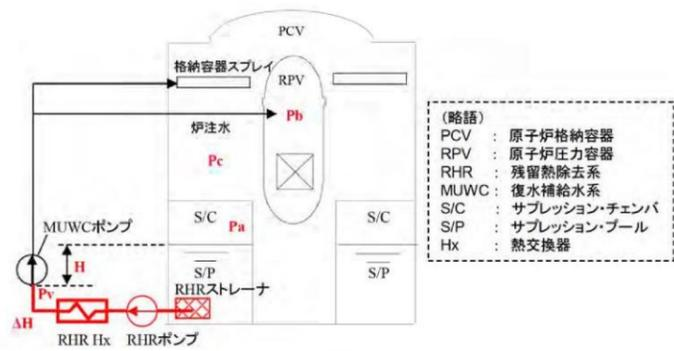 PCV
格納容器スプレイ
RPV
Pb
炉注水
Pc
S/C
Pa
S/C
MUWCポンプ
H
S/P
S/P
Pv
RHRストレーナ
ΔH
RHR Hx
RHRポンプ
(略語)
PCV : 原子炉格納容器
RPV : 原子炉圧力容器
RHR : 残留熱除去系
MUWC : 復水補給水系
S/C : サプレッション・チェンバ
S/P : サプレッション・プール
Hx : 熱交換器